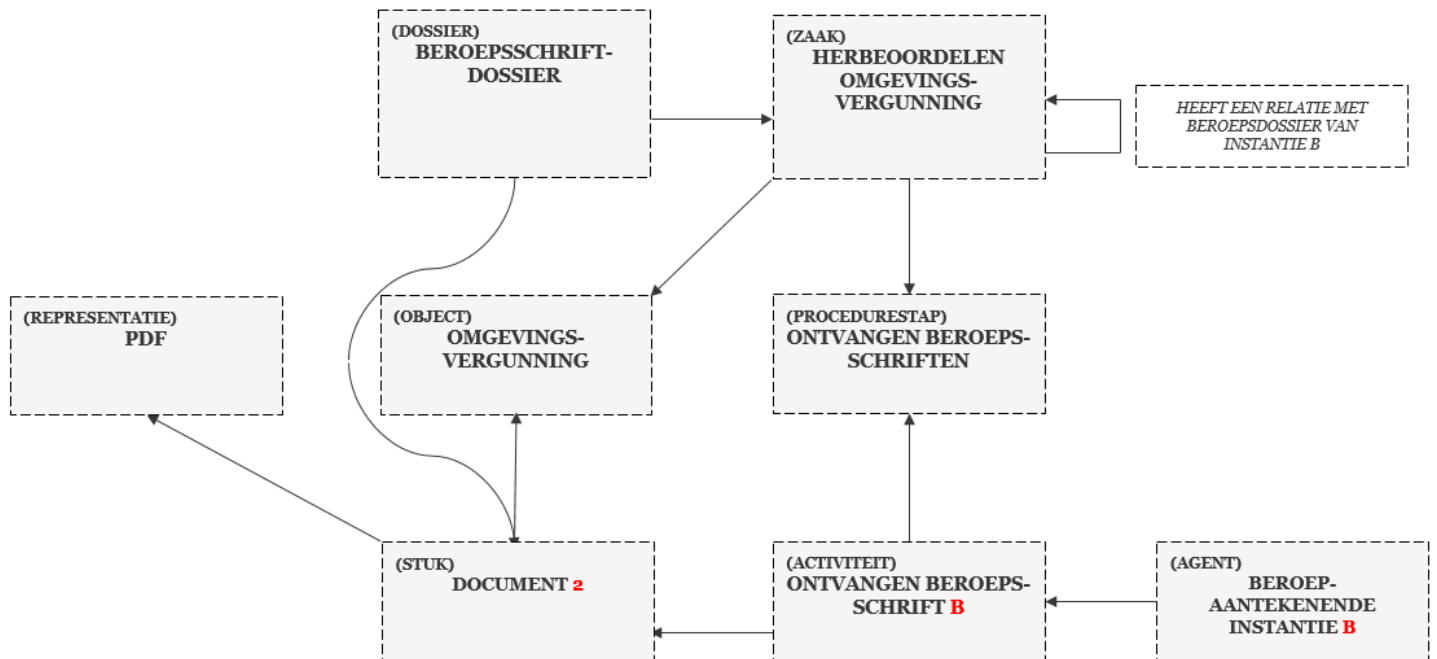 (DOSSIER)
BEROEPSSCHRIFT-
DOSSIER
(ZAAK)
HERBEOORDELEN
OMGEVINGS-
VERGUNNING
HEEFT EEN RELATIE MET
BEROEPSDOSSIER VAN
INSTANTIE B
(REPRESENTATIE)
PDF
(OBJECT)
OMGEVINGS-
VERGUNNING
(PROCEDURESTAP)
ONTVANGEN BEROEPS-
SCHRIFTEN
(STUK)
DOCUMENT 2
(ACTIVITEIT)
ONTVANGEN BEROEPS-
SCHRIFT B
(AGENT)
BEROEP-
AANTEKENENDE
INSTANTIE B